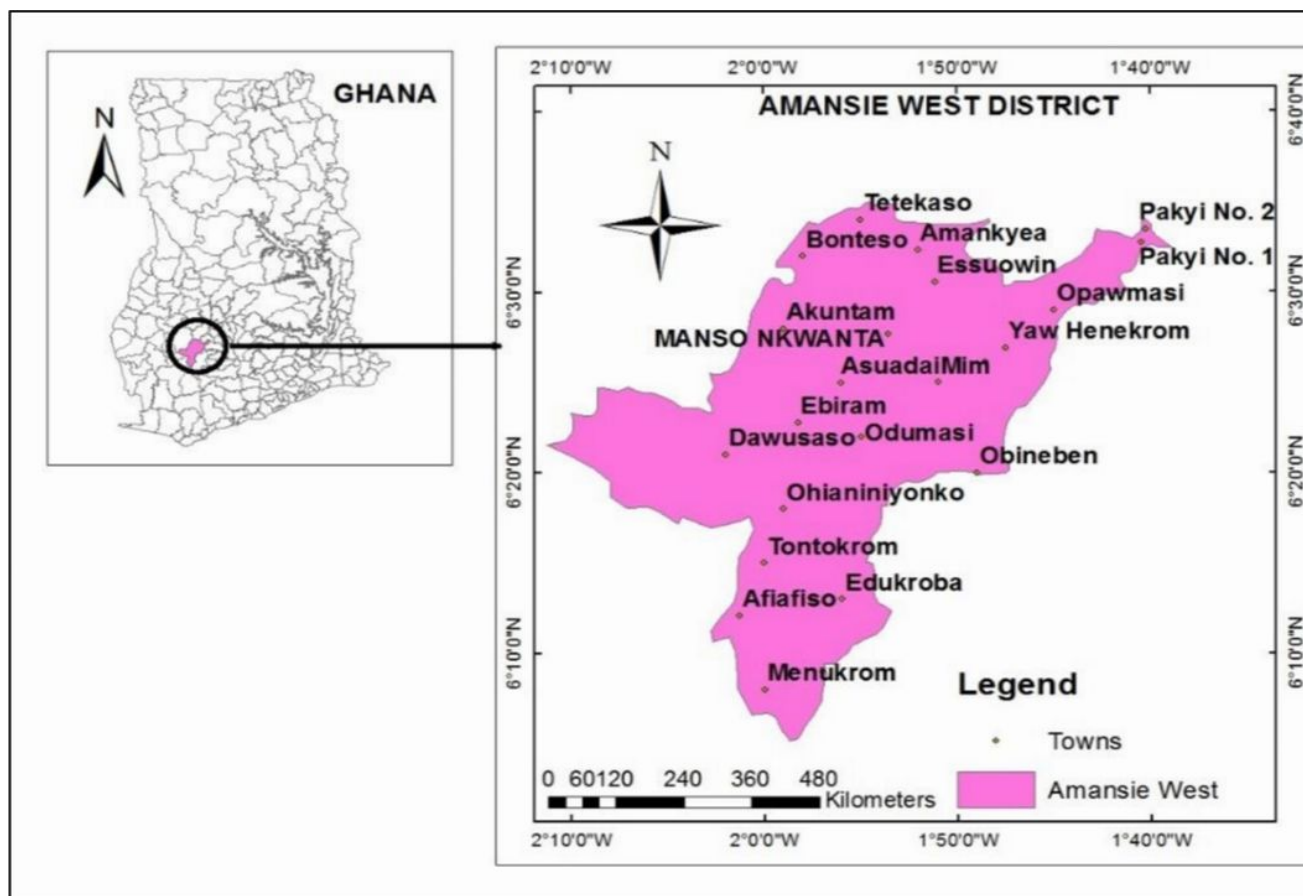 GHANA
N
2°10'0"W 2°0'0"W 1°50'0"W 1°40'0"W
AMANSIE WEST DISTRICT
6°40'0"N
N
Tetekaso
Pakyi No. 2
Bonteso
Amankyea
Pakyi No. 1
Essuowin
6°30'0"N
6°30'0"N
Opawmasi
Akuntam
Yaw Henekrom
MANSO NKWANTA
Asuadai
Mim
Ebiram
Dawusaso
Odumasi
Obineben
6°20'0"N
6°20'0"N
Ohianiniyonko
Tontokrom
Edukroba
Afiafiso
6°10'0"N
6°10'0"N
Menukrom
Legend
Towns
Amansie West
0 60 120 240 360 480
Kilometers
2°10'0"W 2°0'0"W 1°50'0"W 1°40'0"W